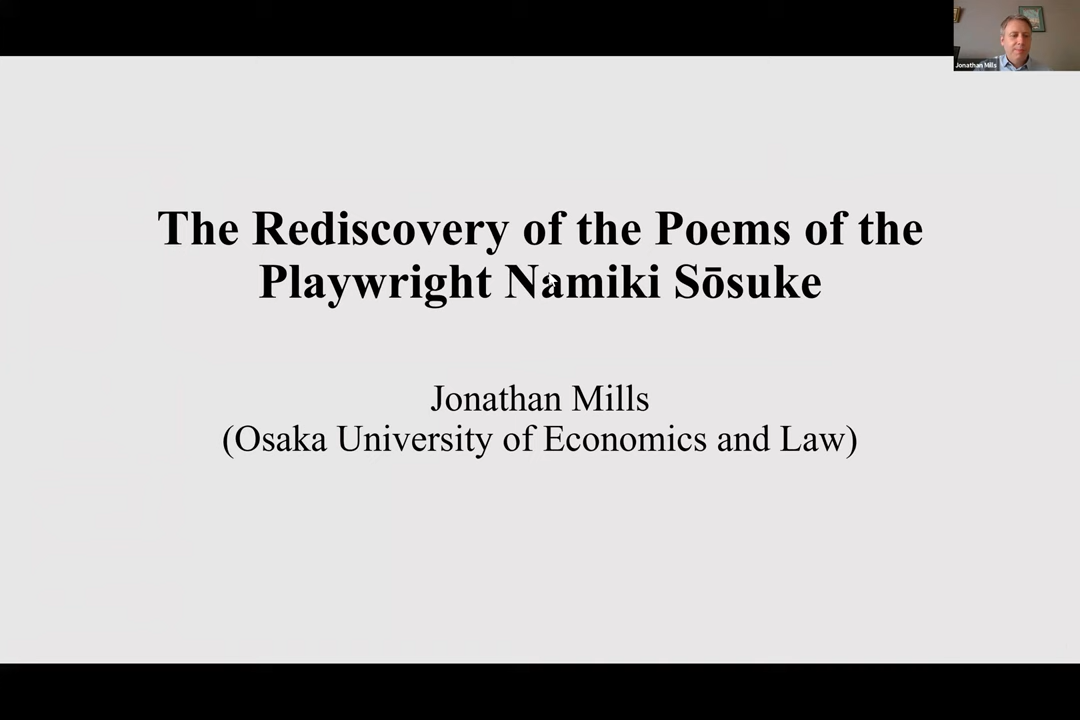 Jonathan Mills
The Rediscovery of the Poems of the
Playwright Namiki Sōsuke
Jonathan Mills
(Osaka University of Economics and Law)